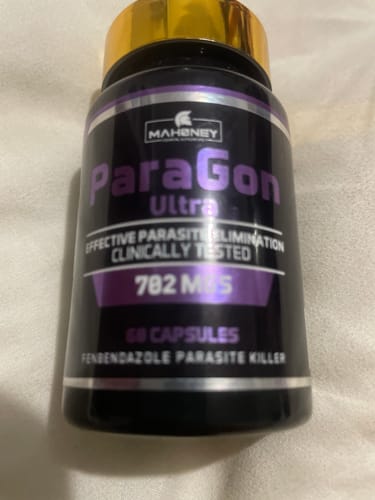 MAHONEY
ParaGon
Ultra
EFFECTIVE PARASITE ELIMINATION
CLINICALLY TESTED
702 MGS
60 CAPSULES
FENBENDAZOLE PARASITE KILLER